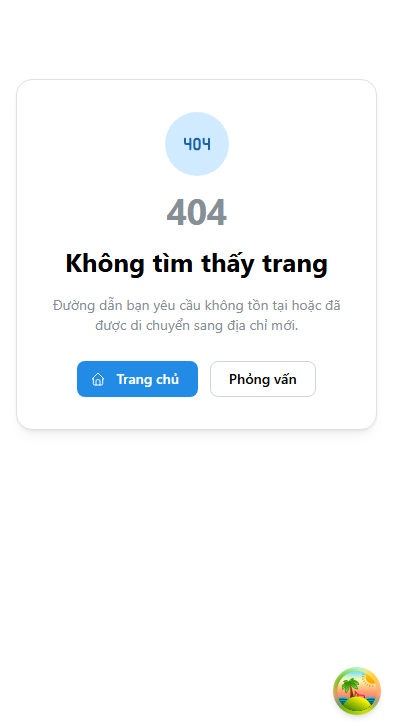 404
404
Không tìm thấy trang
Đường dẫn bạn yêu cầu không tồn tại hoặc đã
được di chuyển sang địa chỉ mới.
Trang chủ
Phỏng vấn